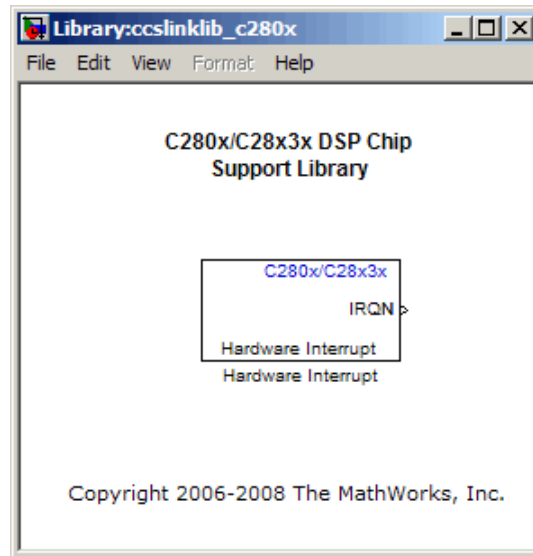 Library:ccslinklib_c280x
File Edit View Format Help
C280x/C28x3x DSP Chip
Support Library
C280x/C28x3x
IRQN
Hardware Interrupt
Hardware Interrupt
Copyright 2006-2008 The MathWorks, Inc.